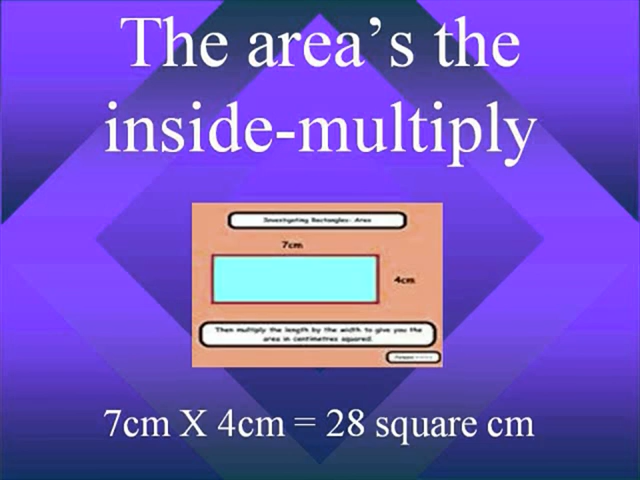 The area’s the
inside-multiply
Investigating Rectangles- Area
7cm
4cm
Then multiply the length by the width to give you the
area in centimetres squared.
7cm X 4cm = 28 square cm